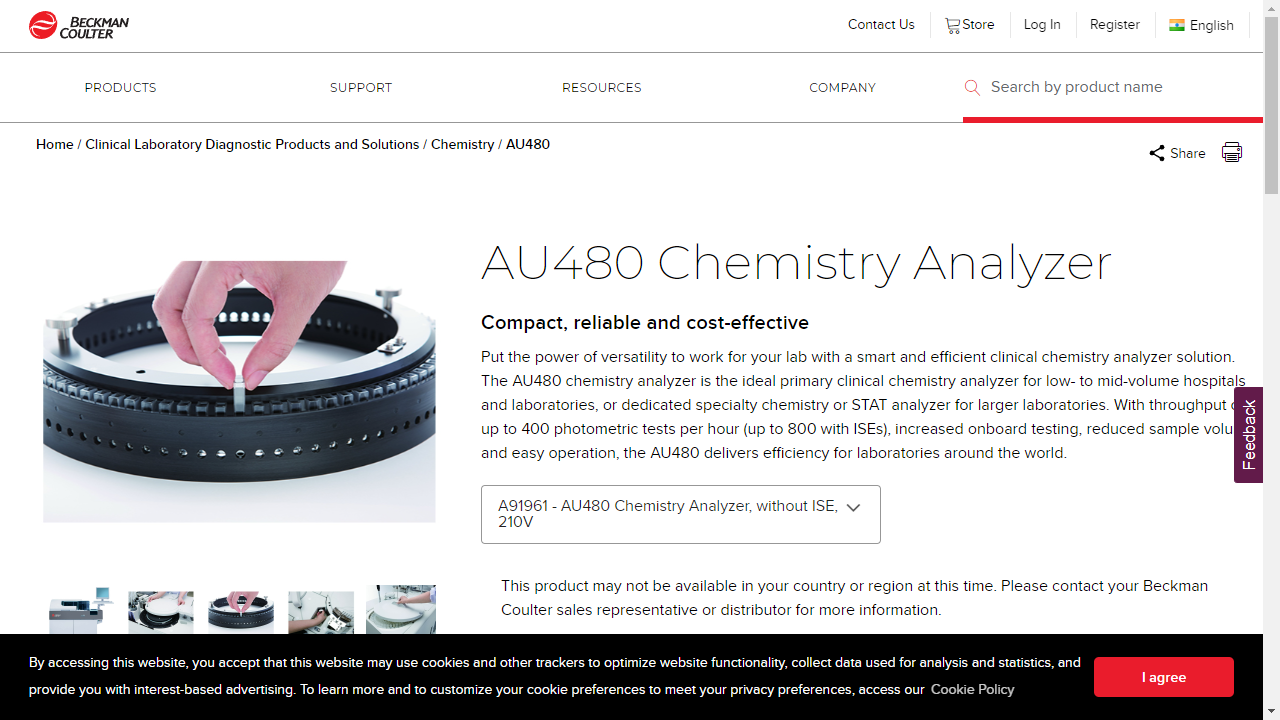 BECKMAN
COULTER
Contact Us
Store
Log In
Register
English
PRODUCTS
SUPPORT
RESOURCES
COMPANY
Search by product name
Home / Clinical Laboratory Diagnostic Products and Solutions / Chemistry / AU480
Share
AU480 Chemistry Analyzer
Compact, reliable and cost-effective
Put the power of versatility to work for your lab with a smart and efficient clinical chemistry analyzer solution.
The AU480 chemistry analyzer is the ideal primary clinical chemistry analyzer for low- to mid-volume hospitals
and laboratories, or dedicated specialty chemistry or STAT analyzer for larger laboratories. With throughput
up to 400 photometric tests per hour (up to 800 with ISEs), increased onboard testing, reduced sample
and easy operation, the AU480 delivers efficiency for laboratories around the world.
Feedback
A91961 - AU480 Chemistry Analyzer, without ISE,
210V
This product may not be available in your country or region at this time. Please contact your Beckman
Coulter sales representative or distributor for more information.
By accessing this website, you accept that this website may use cookies and other trackers to optimize website functionality, collect data used for analysis and statistics, and
provide you with interest-based advertising. To learn more and to customize your cookie preferences to meet your privacy preferences, access our Cookie Policy
I agree